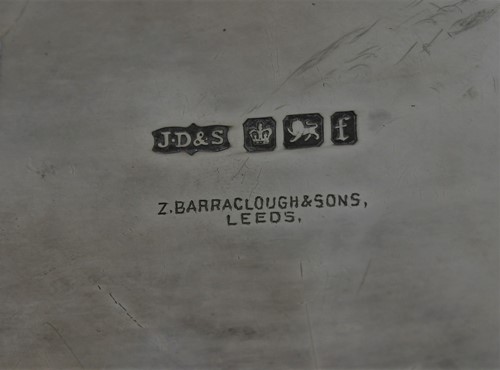 J.D&S f
Z.BARRACLOUGH&SONS,
LEEDS,